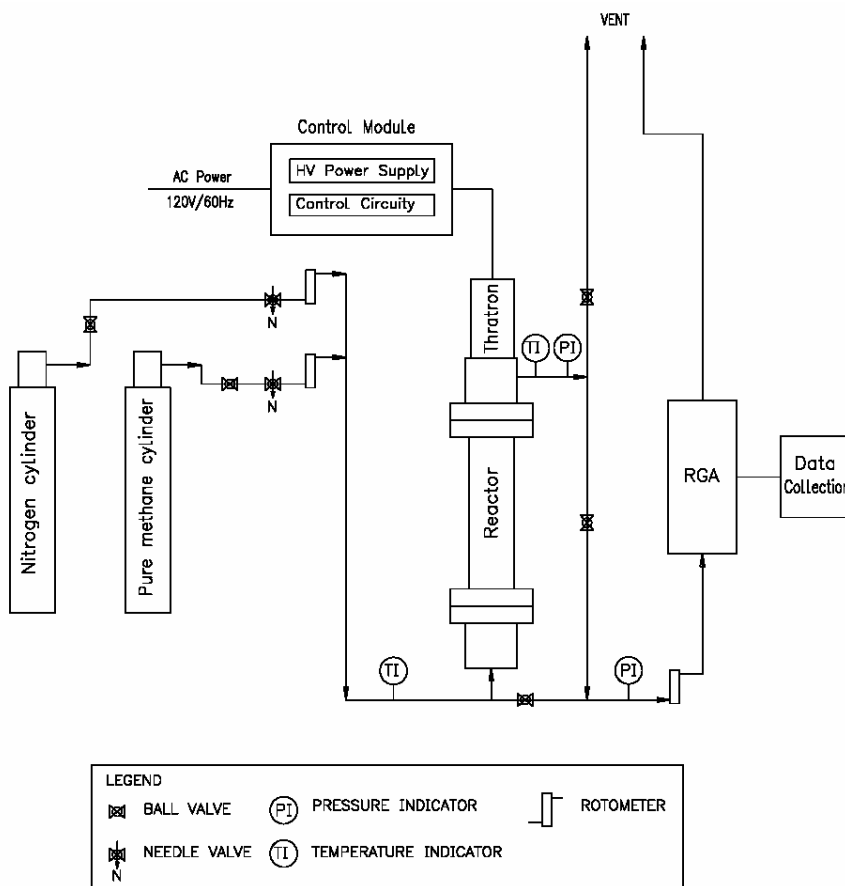 VENT
Control Module
HV Power Supply
Control Circuity
AC Power
120V/60Hz
N
N
Nitrogen cylinder
Pure methane cylinder
Thratron
TI
PI
Reactor
RGA
Data
Collection
TI
PI
LEGEND
BALL VALVE
PI
PRESSURE INDICATOR
ROTOMETER
N
NEEDLE VALVE
TI
TEMPERATURE INDICATOR